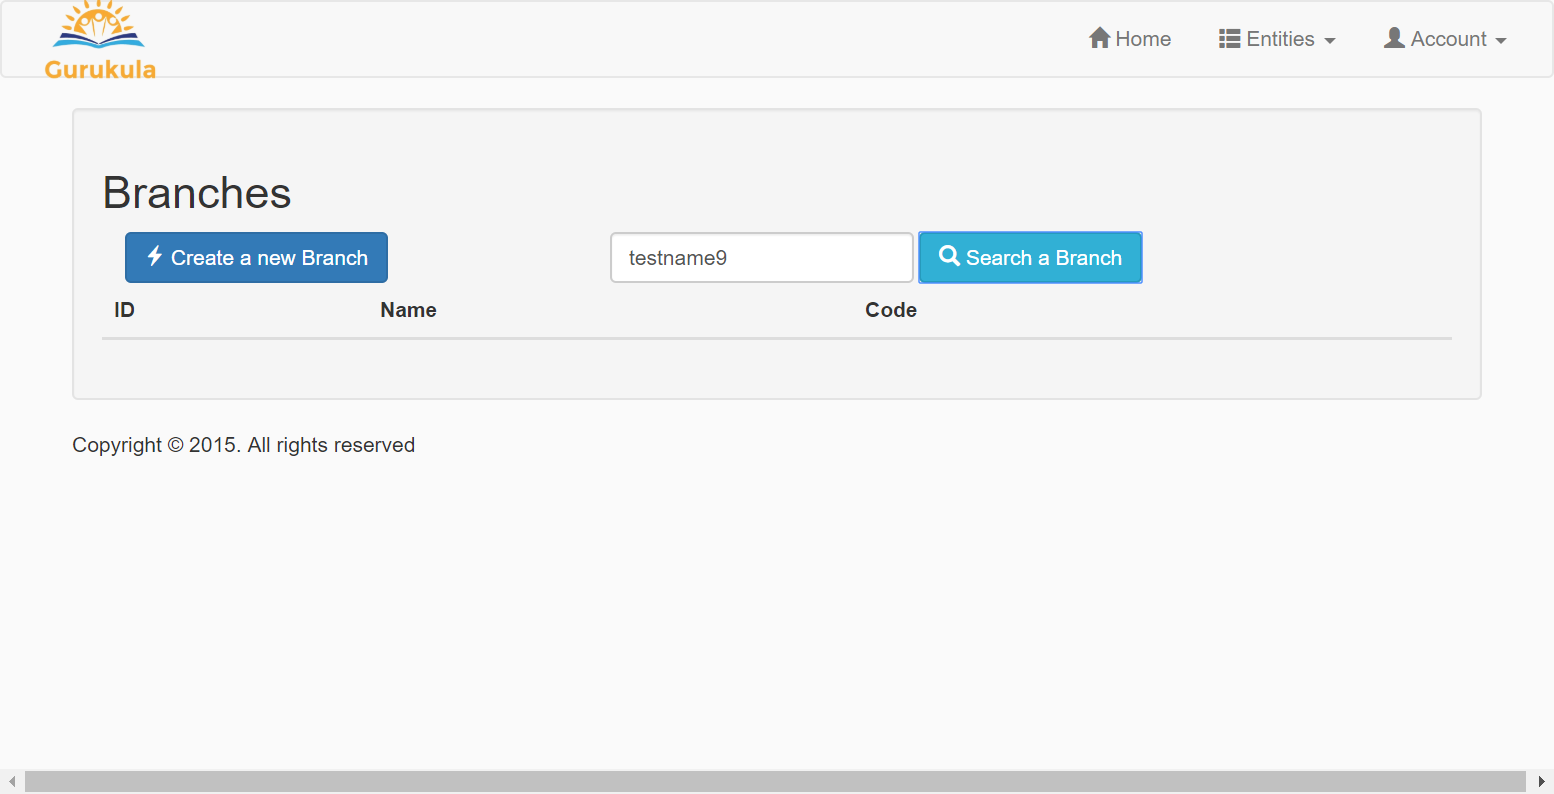 Gurukula
Home Entities Account
Branches
Create a new Branch testname9 Search a Branch
ID Name Code
Copyright © 2015. All rights reserved